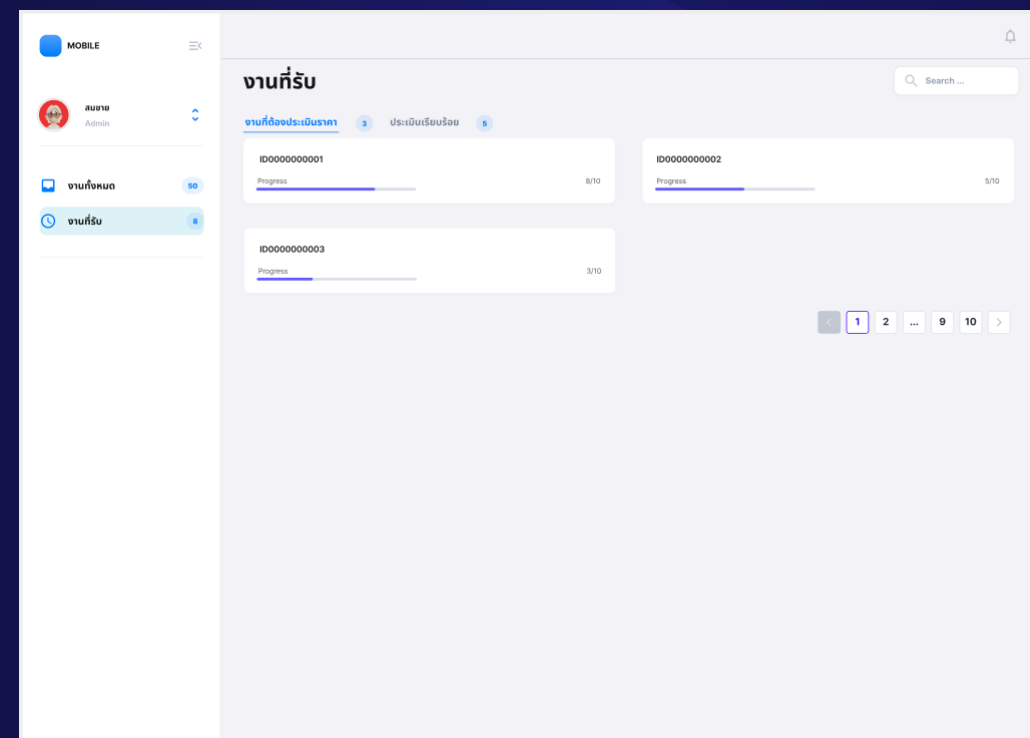 MOBILE
สมชาย
Admin
งานทั้งหมด 50
งานที่รับ 8
งานที่รับ
Search ...
งานที่ต้องประเมินราคา 3 ประเมินเรียบร้อย 5
ID0000000001
Progress 8/10
ID0000000002
Progress 5/10
ID0000000003
Progress 3/10
< 1 2 ... 9 10 >